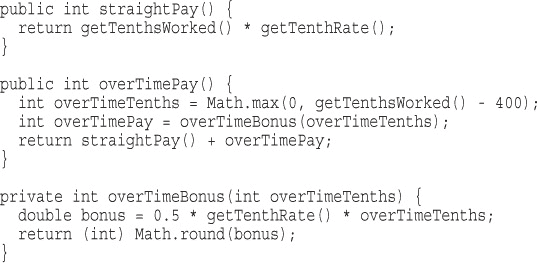 public int straightPay() {
  return getTenthsWorked() * getTenthRate();
}

public int overTimePay() {
  int overTimeTenths = Math.max(0, getTenthsWorked() - 400);
  int overTimePay = overTimeBonus(overTimeTenths);
  return straightPay() + overTimePay;
}

private int overTimeBonus(int overTimeTenths) {
  double bonus = 0.5 * getTenthRate() * overTimeTenths;
  return (int) Math.round(bonus);
}